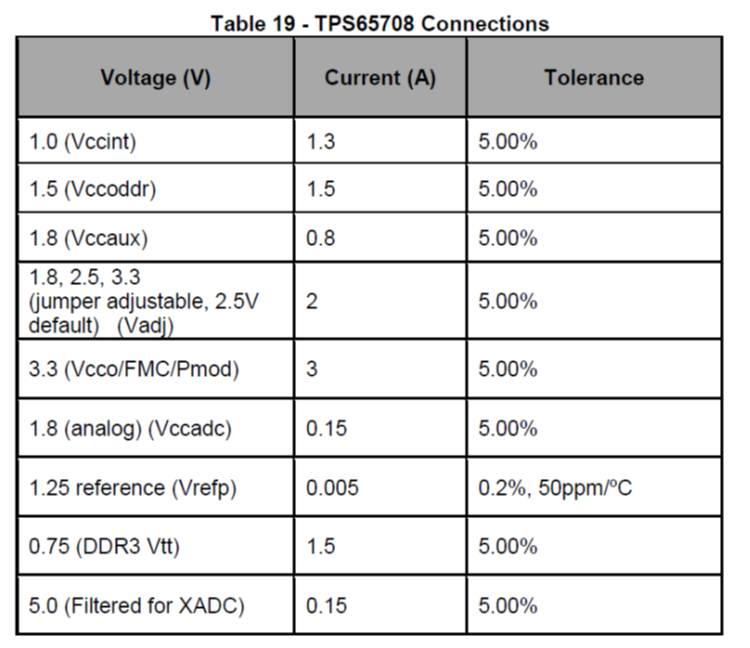 Table 19 - TPS65708 Connections
Voltage (V) Current (A) Tolerance
1.0 (Vccint) 1.3 5.00%
1.5 (Vccoddr) 1.5 5.00%
1.8 (Vccaux) 0.8 5.00%
1.8, 2.5, 3.3
(jumper adjustable, 2.5V 2 5.00%
default) (Vadj)
3.3 (Vcco/FMC/Pmod) 3 5.00%
1.8 (analog) (Vccadc) 0.15 5.00%
1.25 reference (Vrefp) 0.005 0.2%, 50ppm/ºC
0.75 (DDR3 Vtt) 1.5 5.00%
5.0 (Filtered for XADC) 0.15 5.00%